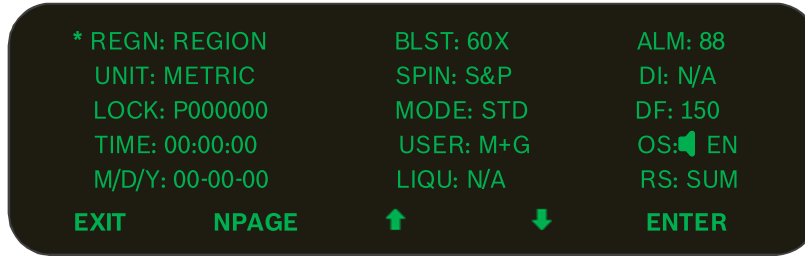 * REGN: REGION BLST: 60X ALM: 88
UNIT: METRIC SPIN: S&P DI: N/A
LOCK: P000000 MODE: STD DF: 150
TIME: 00:00:00 USER: M+G OS: EN
M/D/Y: 00-00-00 LIQU: N/A RS: SUM
EXIT NPAGE ↑ ↓ ENTER